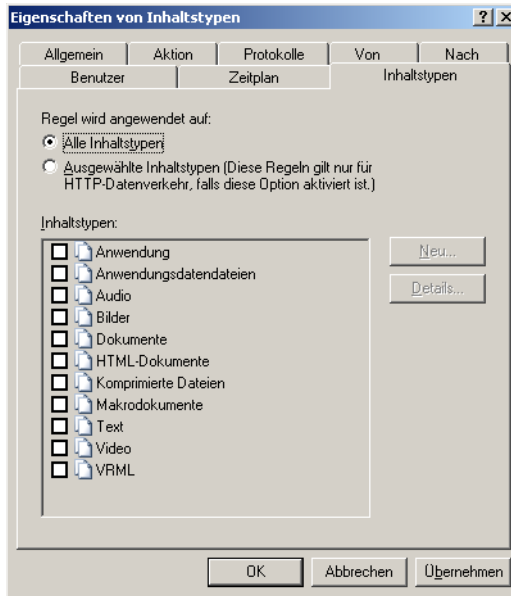 Eigenschaften von Inhaltstypen
Allgemein Aktion Protokolle Von Nach
Benutzer Zeitplan Inhaltstypen
Regel wird angewendet auf:
Alle Inhaltstypen
Ausgewählte Inhaltstypen (Diese Regeln gilt nur für
HTTP-Datenverkehr, falls diese Option aktiviert ist.)
Inhaltstypen:
Anwendung
Neu...
Anwendungsdatendateien
Details...
Audio
Bilder
Dokumente
HTML-Dokumente
Komprimierte Dateien
Makrodokumente
Text
Video
VRML
OK Abbrechen Übernehmen